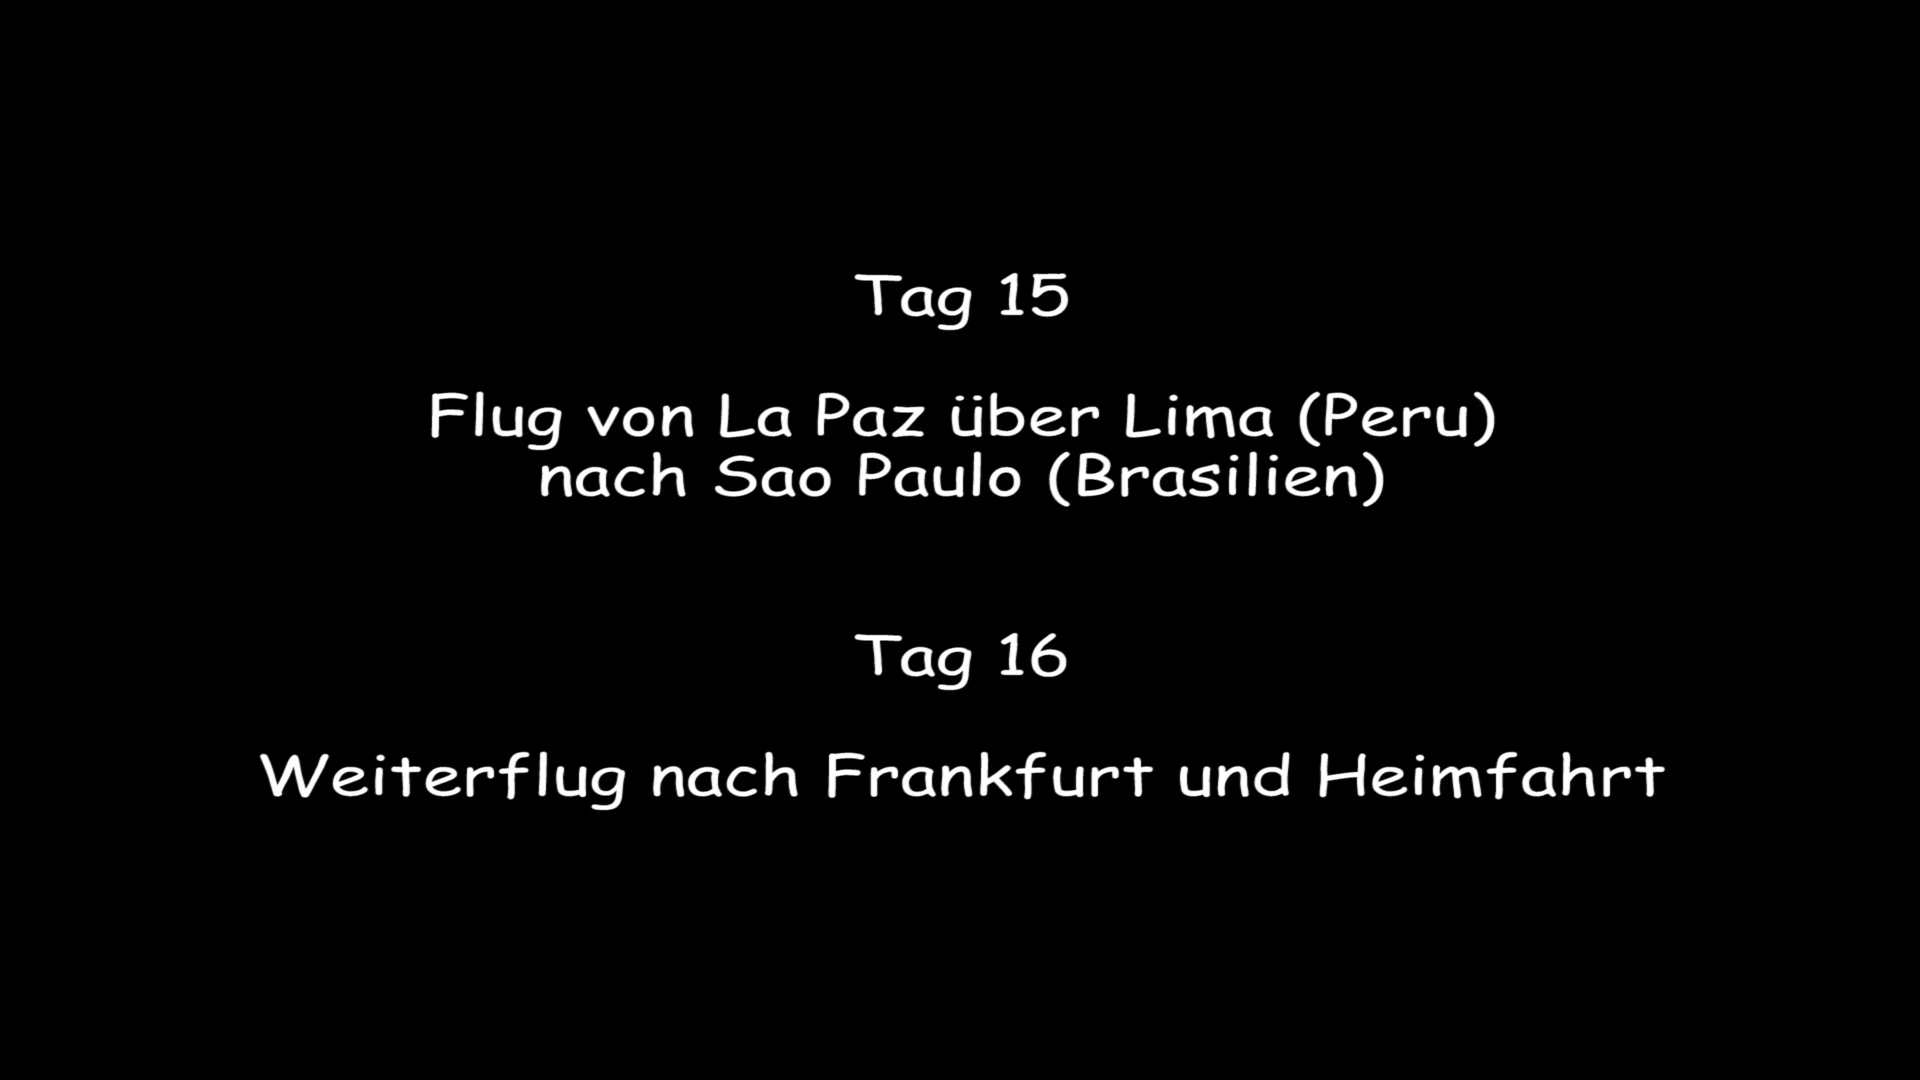 Tag 15
Flug von La Paz über Lima (Peru)
nach Sao Paulo (Brasilien)
Tag 16
Weiterflug nach Frankfurt und Heimfahrt